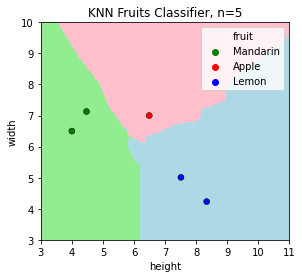 KNN Fruits Classifier, n=5
fruit
Mandarin
Apple
Lemon
10
9
8
7
6
5
4
3
width
3 4 5 6 7 8 9 10 11
height